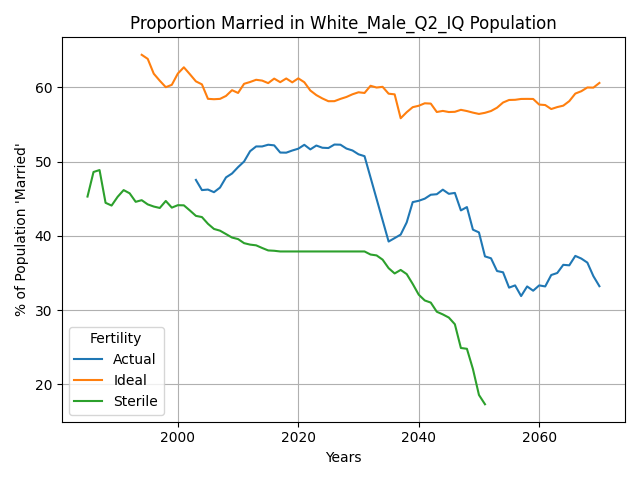 Proportion Married in White_Male_Q2_IQ Population
% of Population 'Married'
60
50
40
30
20
Fertility
Actual
Ideal
Sterile
2000 2020 2040 2060
Years